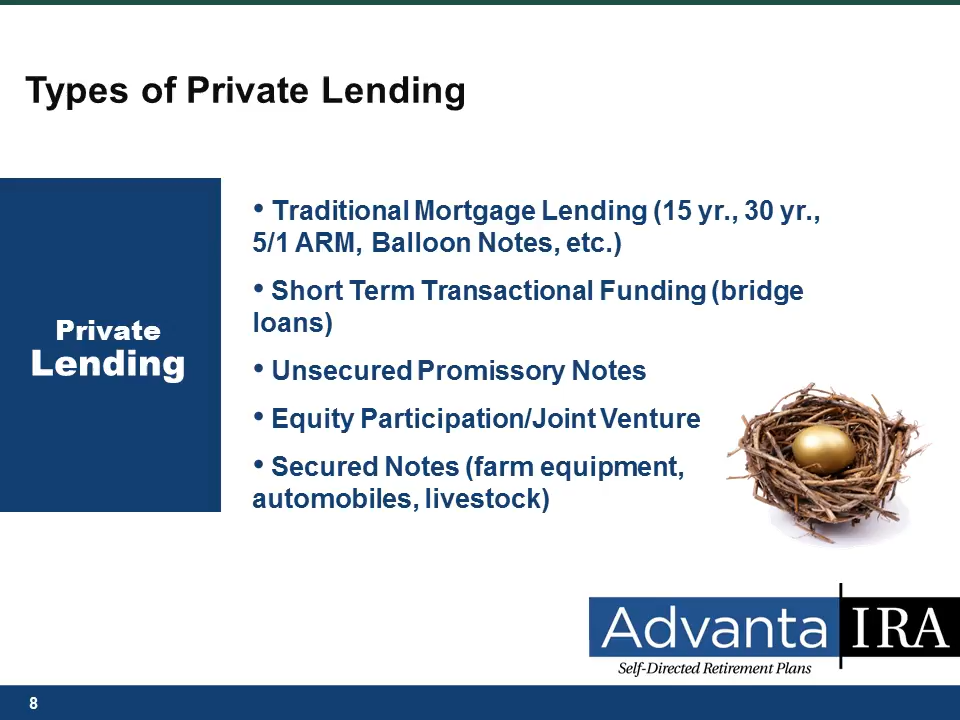 Types of Private Lending
Private
Lending
• Traditional Mortgage Lending (15 yr., 30 yr.,
5/1 ARM, Balloon Notes, etc.)
• Short Term Transactional Funding (bridge
loans)
• Unsecured Promissory Notes
• Equity Participation/Joint Venture
• Secured Notes (farm equipment,
automobiles, livestock)
Advanta IRA
Self-Directed Retirement Plans
8